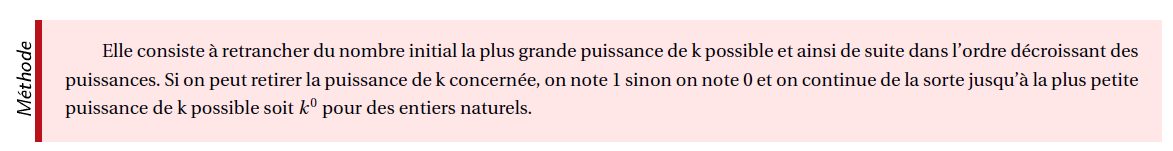 Méthode
Elle consiste à retrancher du nombre initial la plus grande puissance de k possible et ainsi de suite dans l'ordre décroissant des
puissances. Si on peut retirer la puissance de k concernée, on note 1 sinon on note 0 et on continue de la sorte jusqu'à la plus petite
puissance de k possible soit k⁰ pour des entiers naturels.